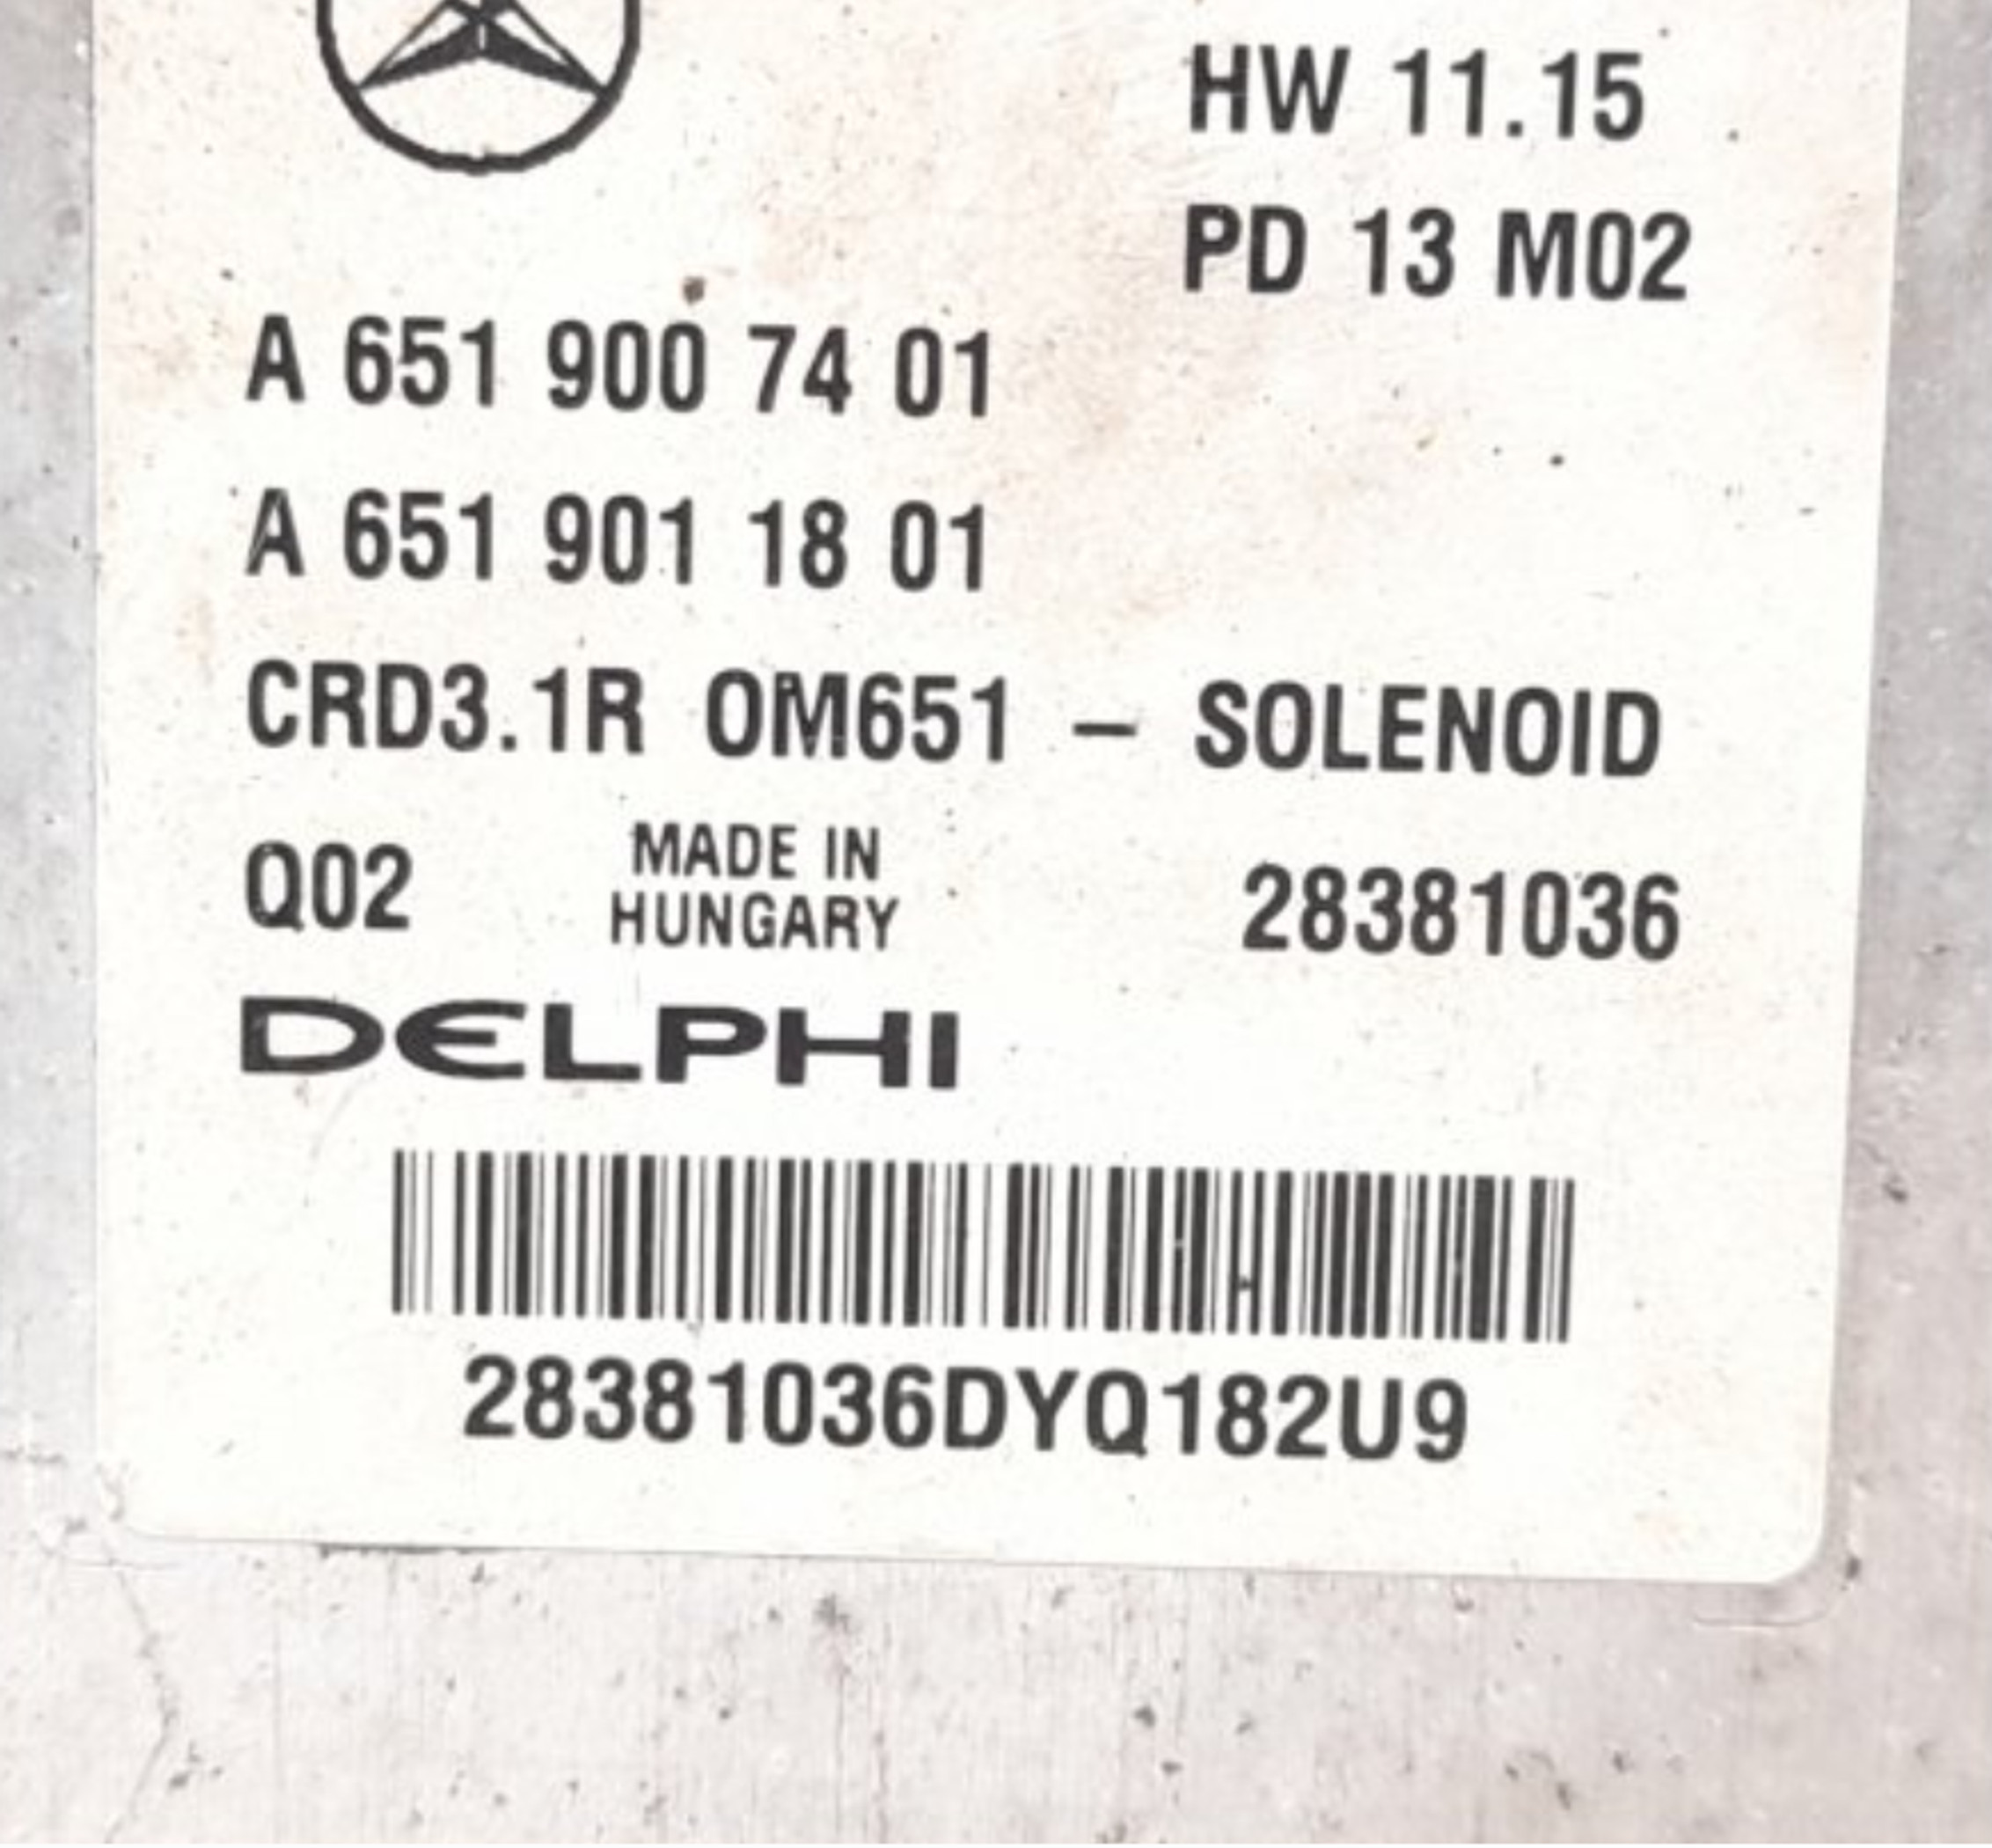 HW 11.15
PD 13 M02
A 651 900 74 01
A 651 901 18 01
CRD3.1R OM651 – SOLENOID
Q02 MADE IN HUNGARY 28381036
DELPHI
28381036DYQ182U9